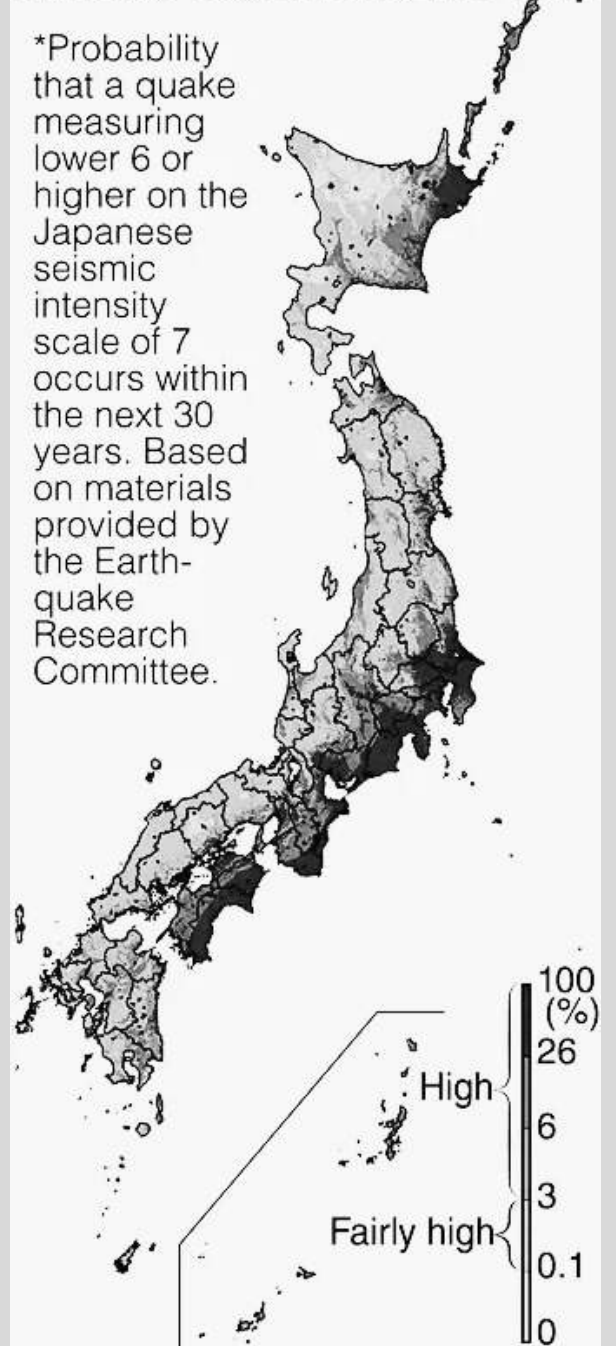 *Probability
that a quake
measuring
lower 6 or
higher on the
Japanese
seismic
intensity
scale of 7
occurs within
the next 30
years. Based
on materials
provided by
the Earth-
quake
Research
Committee.
100
(%)
26
High
6
3
Fairly high
0.1
0